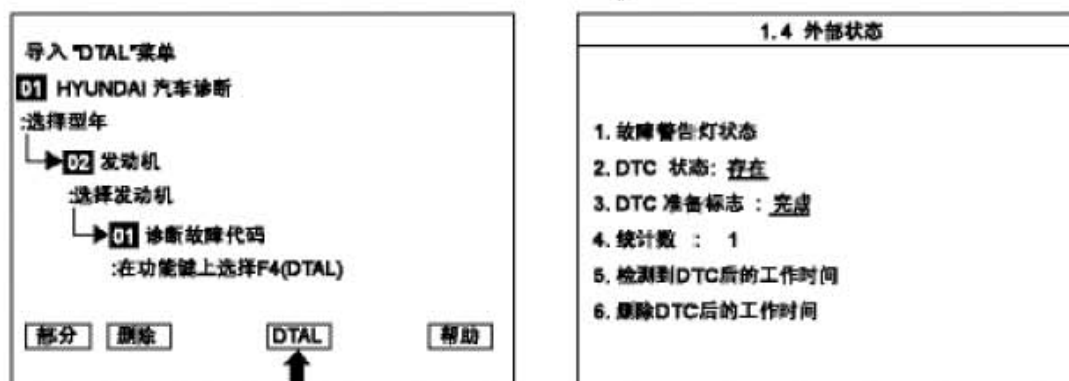 导入 "DTAL"菜单
01 HYUNDAI 汽车诊断
:选择型年
02 发动机
:选择发动机
01 诊断故障代码
:在功能键上选择F4(DTAL)
部分 删除 DTAL 帮助
1.4 外部状态
1. 故障警告灯状态
2. DTC 状态: 存在
3. DTC 准备标志 : 完成
4. 统计数 : 1
5. 检测到DTC后的工作时间
6. 删除DTC后的工作时间